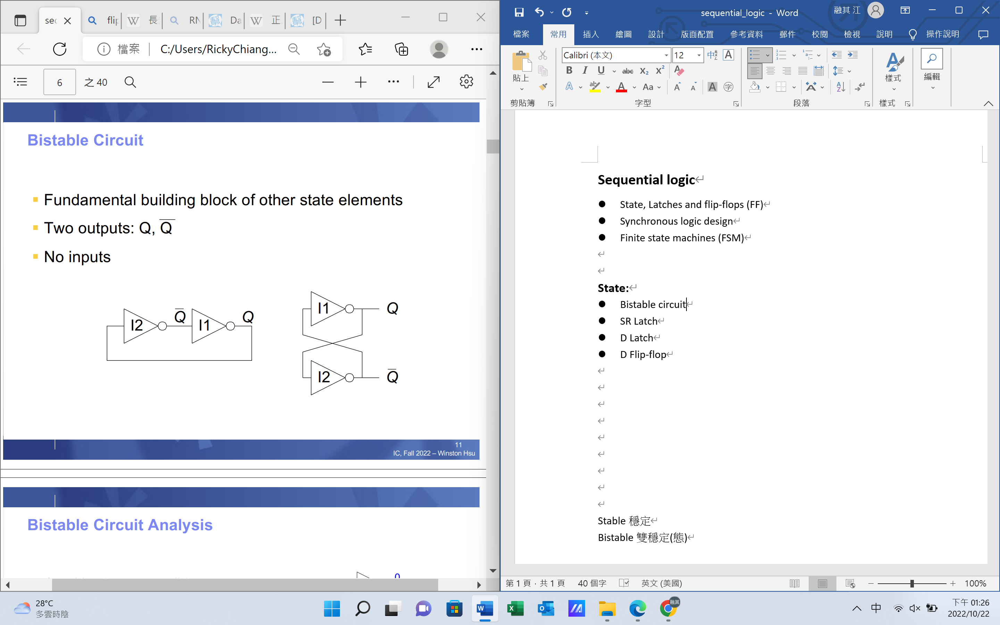 sec
flip
W
長
RN
Da
W
正
[D
檔案
C:/Users/RickyChiang...
6
之 40
Bistable Circuit
Fundamental building block of other state elements
Two outputs: Q, Q̅
No inputs
I2
Q̅
I1
Q
I1
Q
I2
Q̅
11
IC, Fall 2022 – Winston Hsu
Bistable Circuit Analysis
0
sequential_logic - Word
融其 江
檔案
常用
插入
繪圖
設計
版面配置
參考資料
郵件
校閱
檢視
說明
操作說明
貼上
剪貼簿
Calibri (本文)
12
B I U abc X₂ X²
Aa
字型
段落
樣式
樣式
編輯
Sequential logic
● State, Latches and flip-flops (FF)
● Synchronous logic design
● Finite state machines (FSM)
State:
● Bistable circuit
● SR Latch
● D Latch
● D Flip-flop
Stable 穩定
Bistable 雙穩定(態)
第 1 頁，共 1 頁
40 個字
英文 (美國)
100%
28°C
多雲時陰
中
下午 01:26
2022/10/22